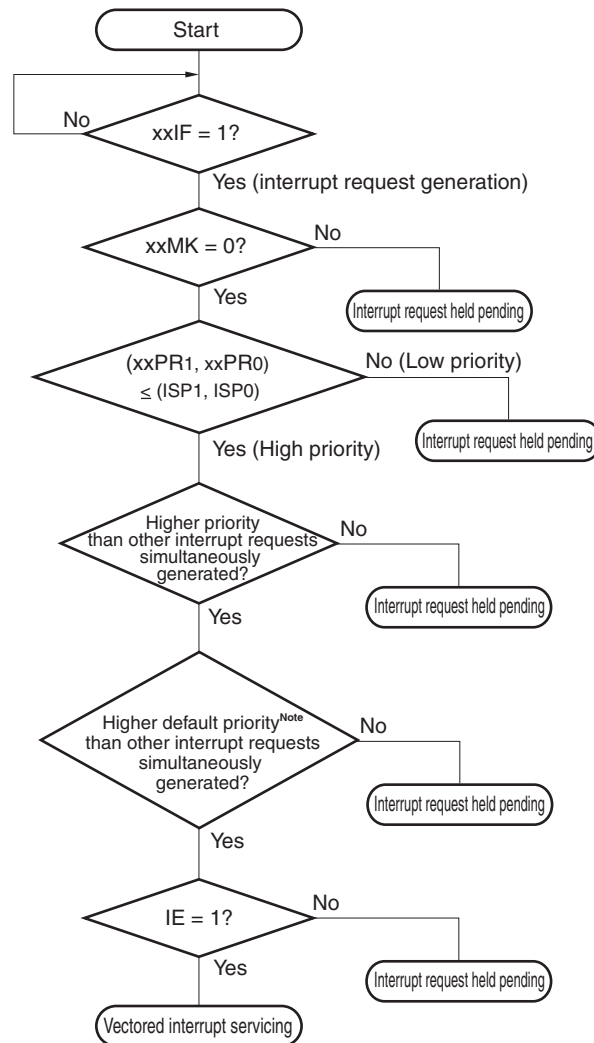 Start
No
xxIF = 1?
Yes (interrupt request generation)
No
xxMK = 0?
Interrupt request held pending
Yes
(xxPR1, xxPR0)
≤ (ISP1, ISP0)
No (Low priority)
Interrupt request held pending
Yes (High priority)
Higher priority
than other interrupt requests
simultaneously
generated?
No
Interrupt request held pending
Yes
Higher default priorityNote
than other interrupt requests
simultaneously
generated?
No
Interrupt request held pending
Yes
IE = 1?
No
Interrupt request held pending
Yes
Vectored interrupt servicing